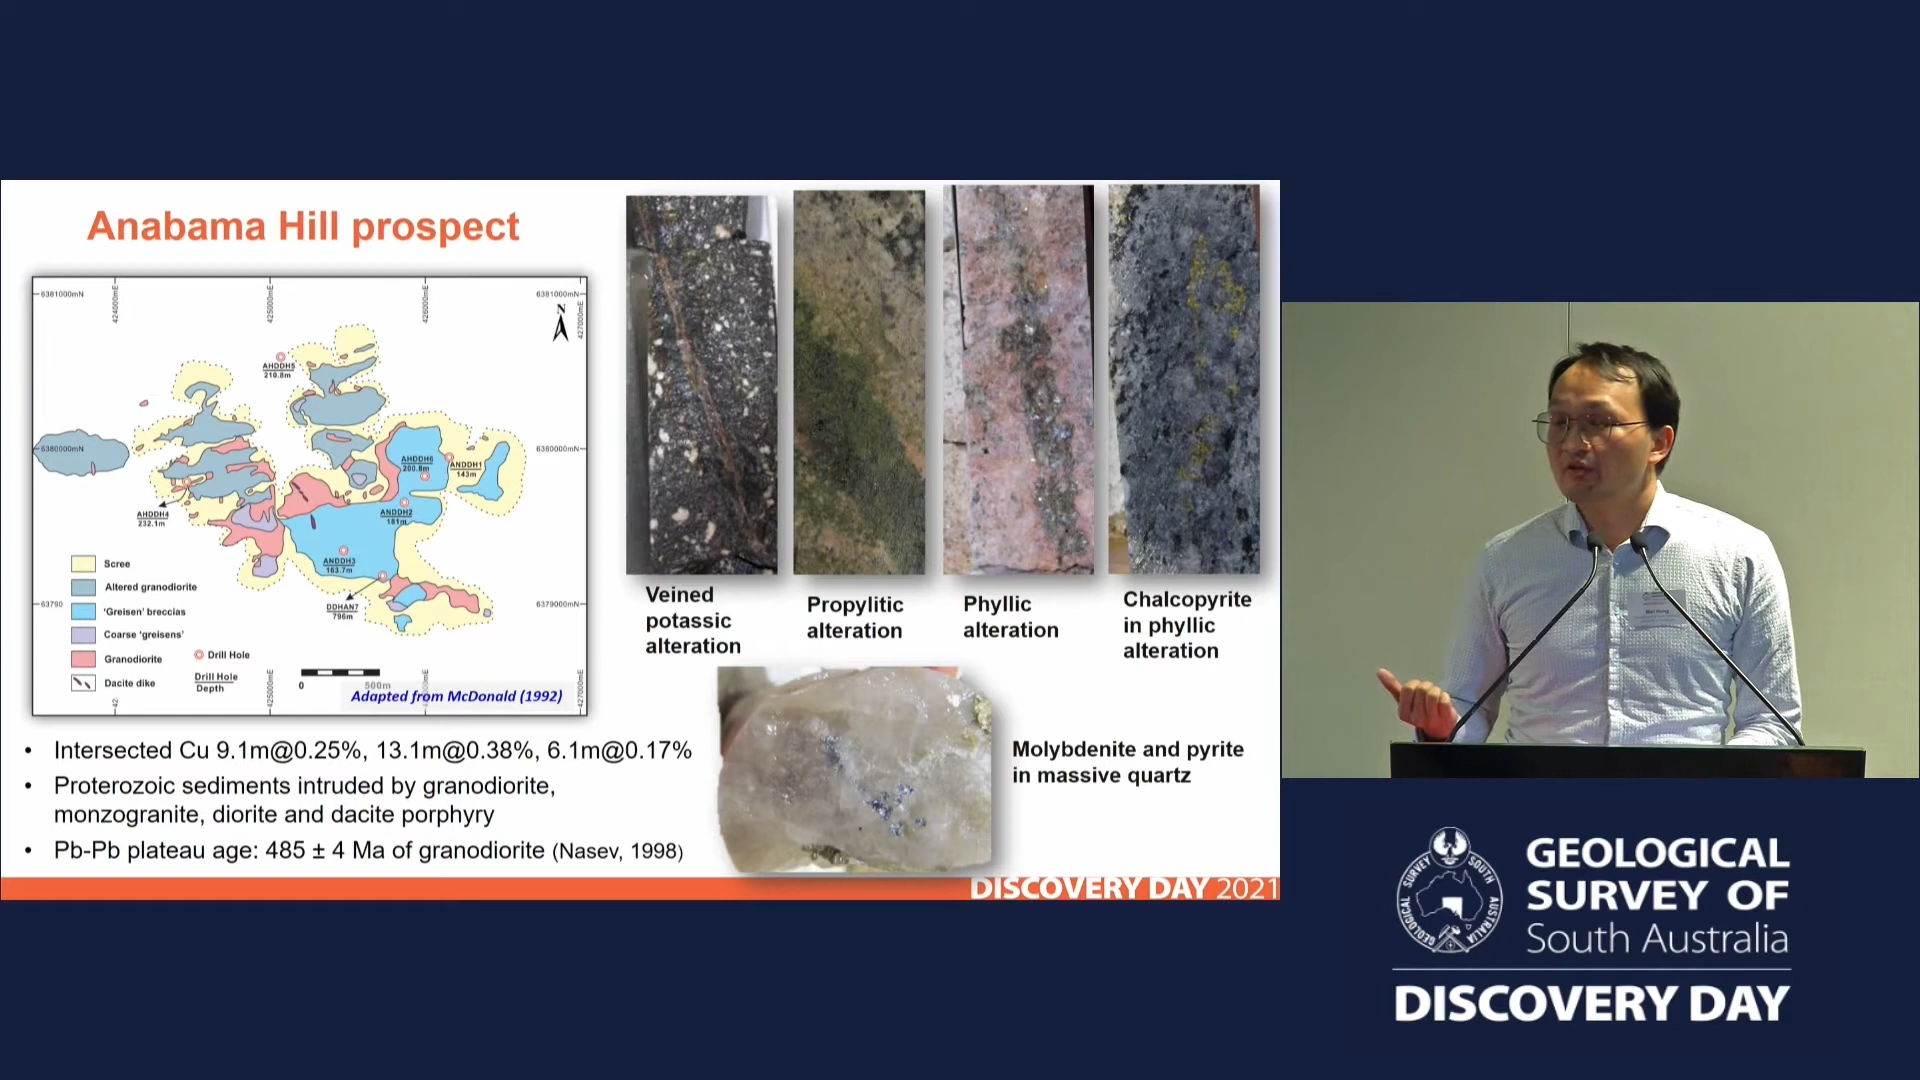 Anabama Hill prospect
6381000mN
424000mE
425000mE
426000mE
6381000mN
N
427000mE
AHDDH5
210.8m
6380000mN
6380000mN
AHDDH6
200.8m
ANDDH1
143m
AHDDH4
232.1m
ANDDH2
181m
ANDDH3
163.7m
DDHAN7
796m
63790
6379000mN
Scree
Altered granodiorite
'Greisen' breccias
Coarse 'greisens'
Granodiorite
Dacite dike
Drill Hole
Drill Hole
Depth
0
500m
42
425000mE
427000mE
Adapted from McDonald (1992)
Veined
potassic
alteration
Propylitic
alteration
Phyllic
alteration
Chalcopyrite
in phyllic
alteration
Molybdenite and pyrite
in massive quartz
• Intersected Cu 9.1m@0.25%, 13.1m@0.38%, 6.1m@0.17%
• Proterozoic sediments intruded by granodiorite,
monzogranite, diorite and dacite porphyry
• Pb-Pb plateau age: 485 ± 4 Ma of granodiorite (Nasev, 1998)
DISCOVERY DAY 2021
GEOLOGICAL SURVEY SOUTH AUSTRALIA
GEOLOGICAL
SURVEY OF
South Australia
DISCOVERY DAY